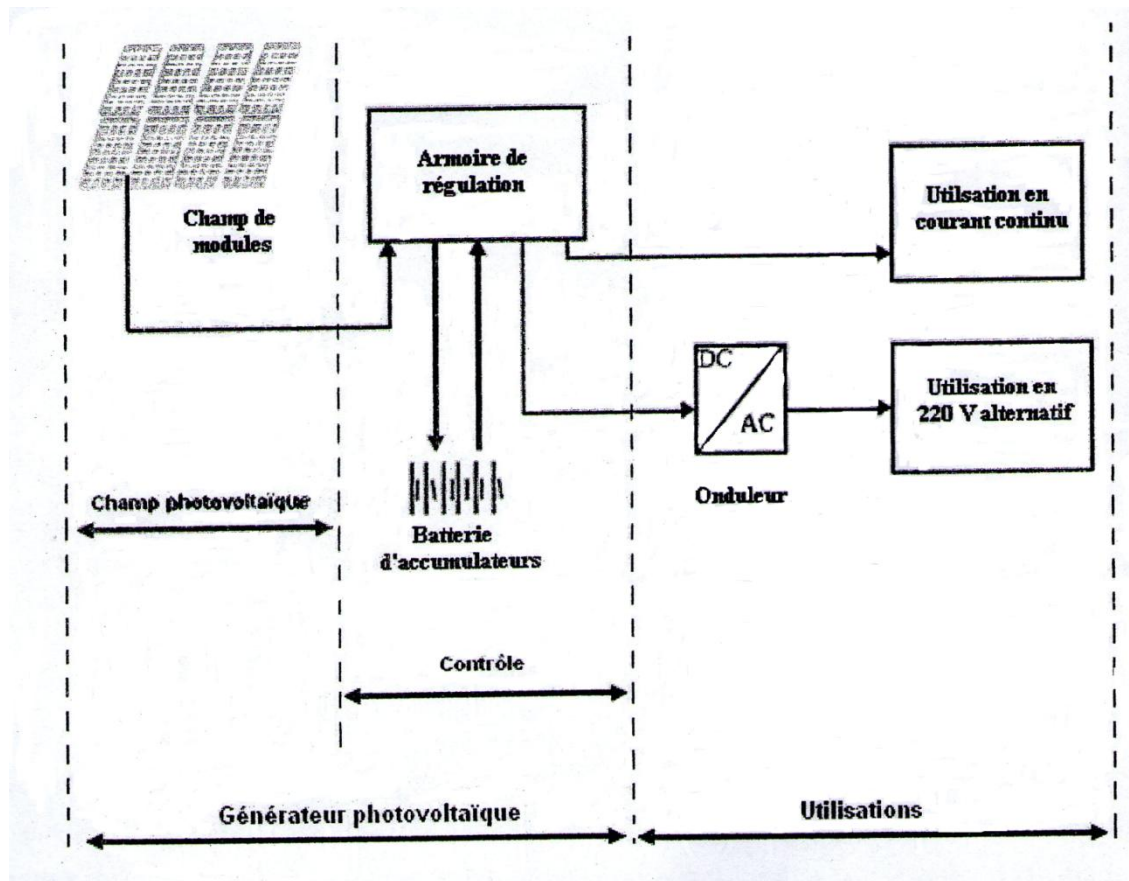 Armoire de
régulation
Champ de
modules
Utilsation en
courant continu
DC
AC
Onduleur
Utilisation en
220 V alternatif
Champ photovoltaïque
Batterie
d'accumulateurs
Contrôle
Générateur photovoltaïque
Utilisations